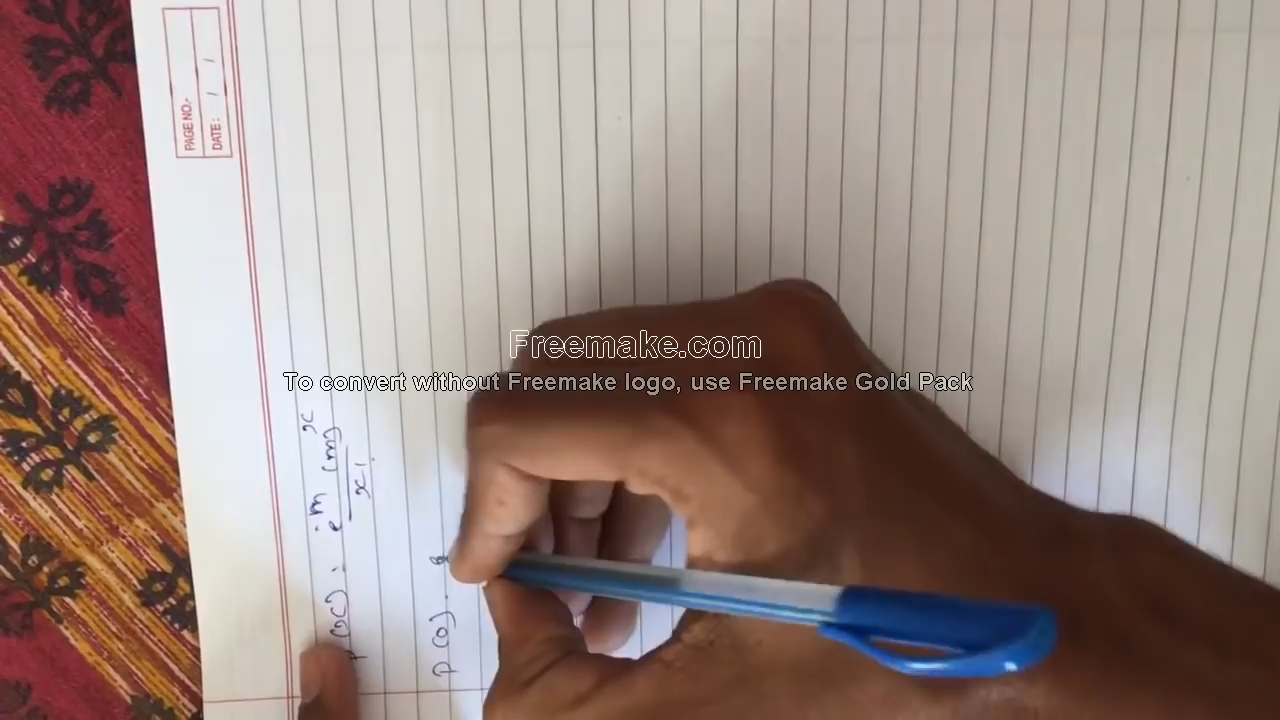 PAGE NO.-
DATE: / /
P(x) = e^-m (m)^x
x!
P(0) =
Freemake.com
To convert without Freemake logo, use Freemake Gold Pack